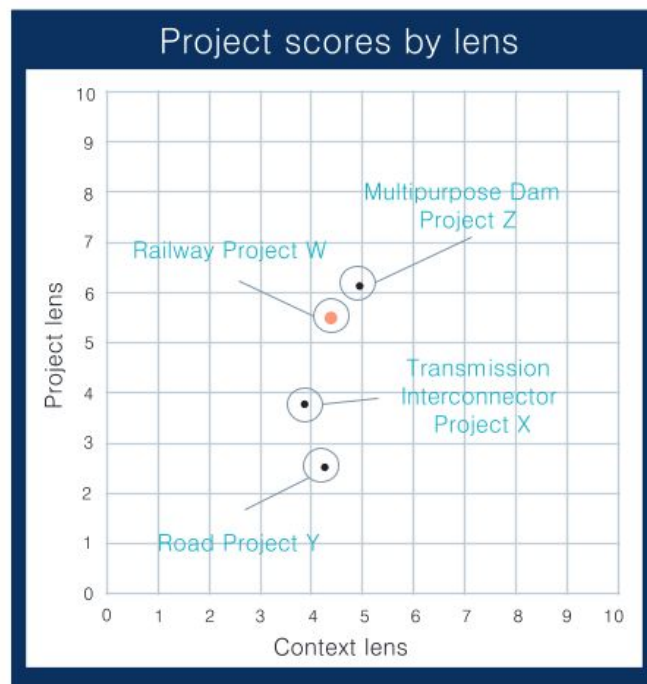 Project scores by lens
10
9
8
7
6
5
4
3
2
1
0
Project lens
Multipurpose Dam
Project Z
Railway Project W
Transmission
Interconnector
Project X
Road Project Y
0 1 2 3 4 5 6 7 8 9 10
Context lens